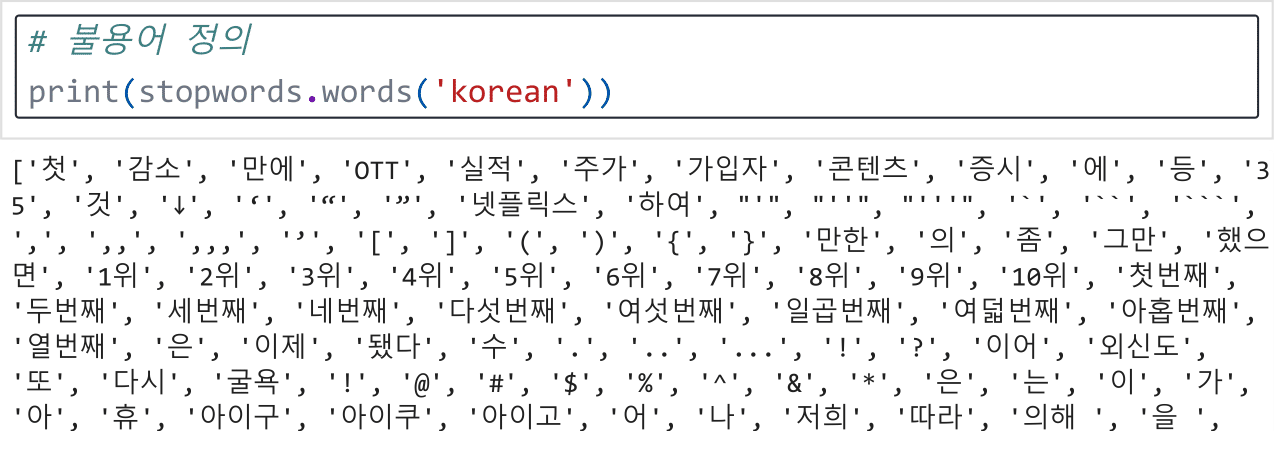 # 불용어 정의
print(stopwords.words('korean'))
['첫', '감소', '만에', 'OTT', '실적', '주가', '가입자', '콘텐츠', '증시', '에', '등', '3
5', '것', '↓', '‘', '“', '”', '넷플릭스', '하여', "'", "''", "'''", '`', '``', '```',
',', ',,', ',,,', '’', '[', ']', '(', ')', '{', '}', '만한', '의', '좀', '그만', '했으
면', '1위', '2위', '3위', '4위', '5위', '6위', '7위', '8위', '9위', '10위', '첫번째',
'두번째', '세번째', '네번째', '다섯번째', '여섯번째', '일곱번째', '여덟번째', '아홉번째',
'열번째', '은', '이제', '됐다', '수', '.', '..', '...', '!', '?', '이어', '외신도',
'또', '다시', '굴욕', '!', '@', '#', '$', '%', '^', '&', '*', '은', '는', '이', '가',
'아', '휴', '아이구', '아이쿠', '아이고', '어', '나', '저희', '따라', '의해 ', '을 ',